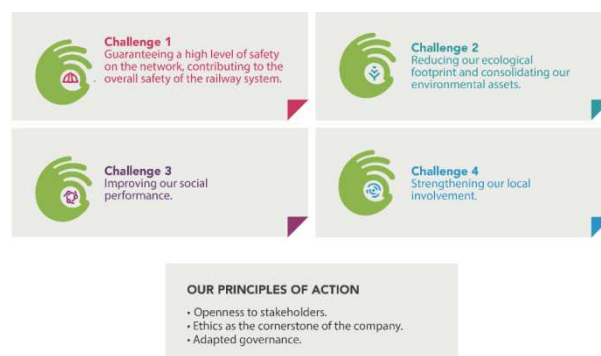 Challenge 1
Guaranteeing a high level of safety
on the network, contributing to the
overall safety of the railway system.
Challenge 2
Reducing our ecological
footprint and consolidating our
environmental assets.
Challenge 3
Improving our social
performance.
Challenge 4
Strengthening our local
involvement.
OUR PRINCIPLES OF ACTION
• Openness to stakeholders.
• Ethics as the cornerstone of the company.
• Adapted governance.